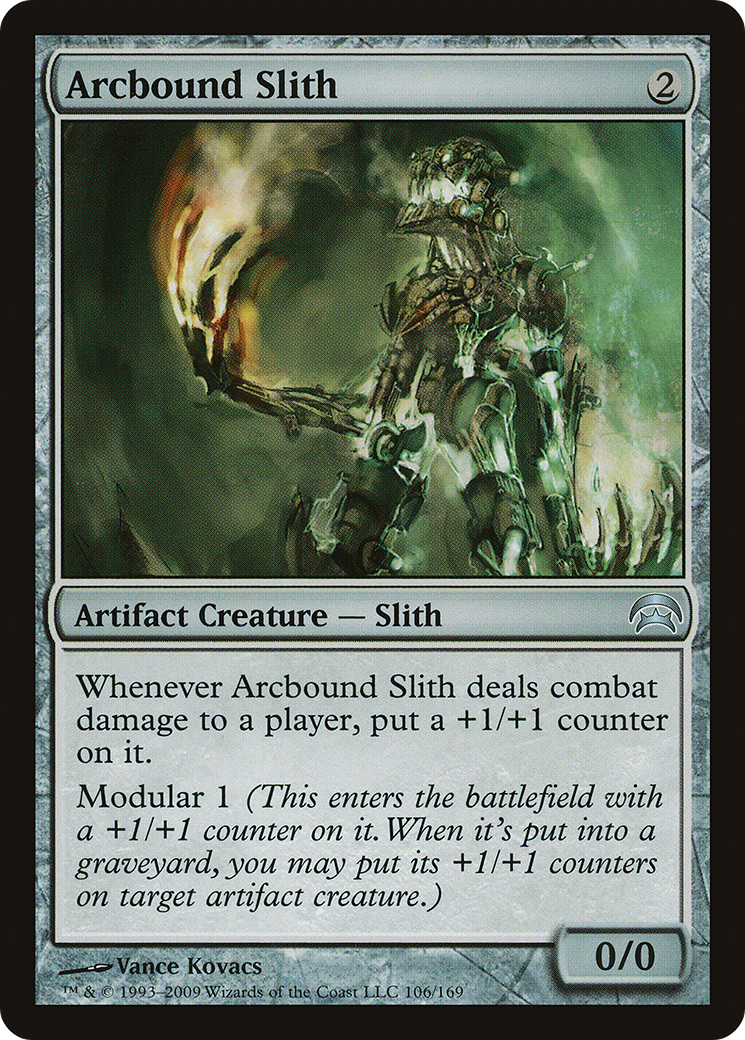 Arcbound Slith
2
Artifact Creature — Slith
Whenever Arcbound Slith deals combat
damage to a player, put a +1/+1 counter
on it.
Modular 1 (This enters the battlefield with
a +1/+1 counter on it. When it's put into a
graveyard, you may put its +1/+1 counters
on target artifact creature.)
0/0
Vance Kovacs
™ & © 1993–2009 Wizards of the Coast LLC 106/169